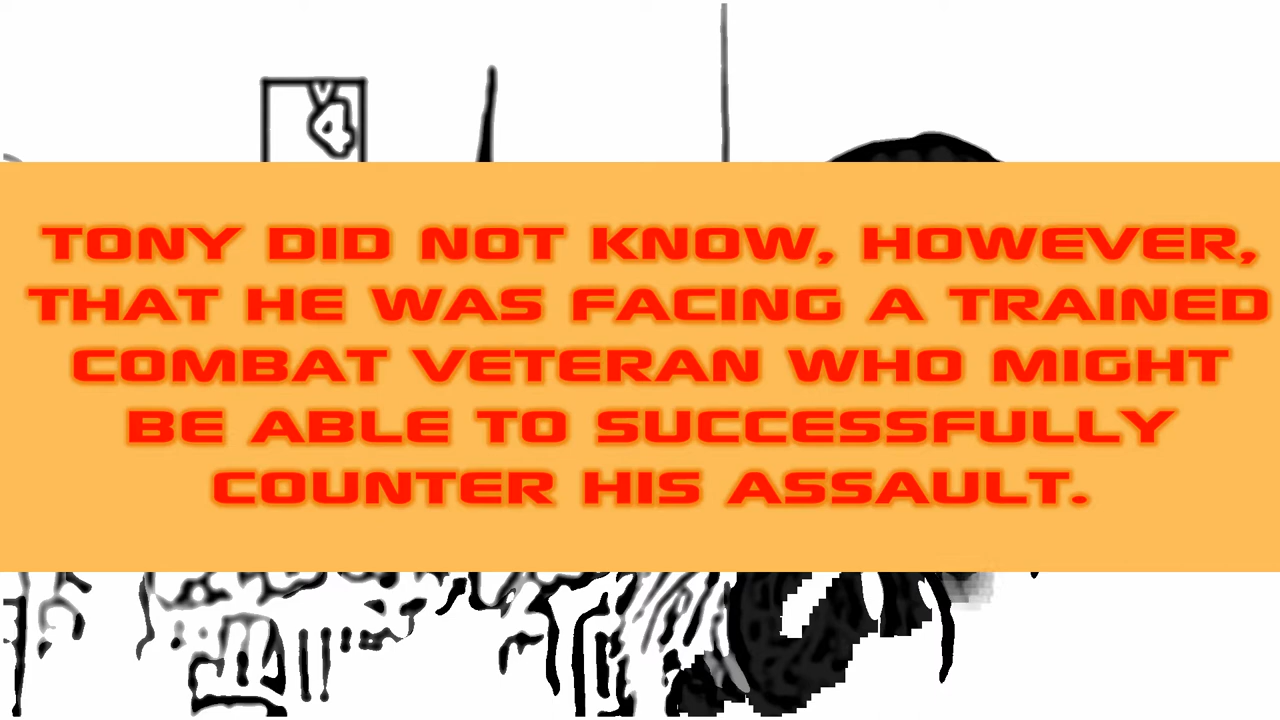 TONY DID NOT KNOW, HOWEVER,
THAT HE WAS FACING A TRAINED
COMBAT VETERAN WHO MIGHT
BE ABLE TO SUCCESSFULLY
COUNTER HIS ASSAULT.